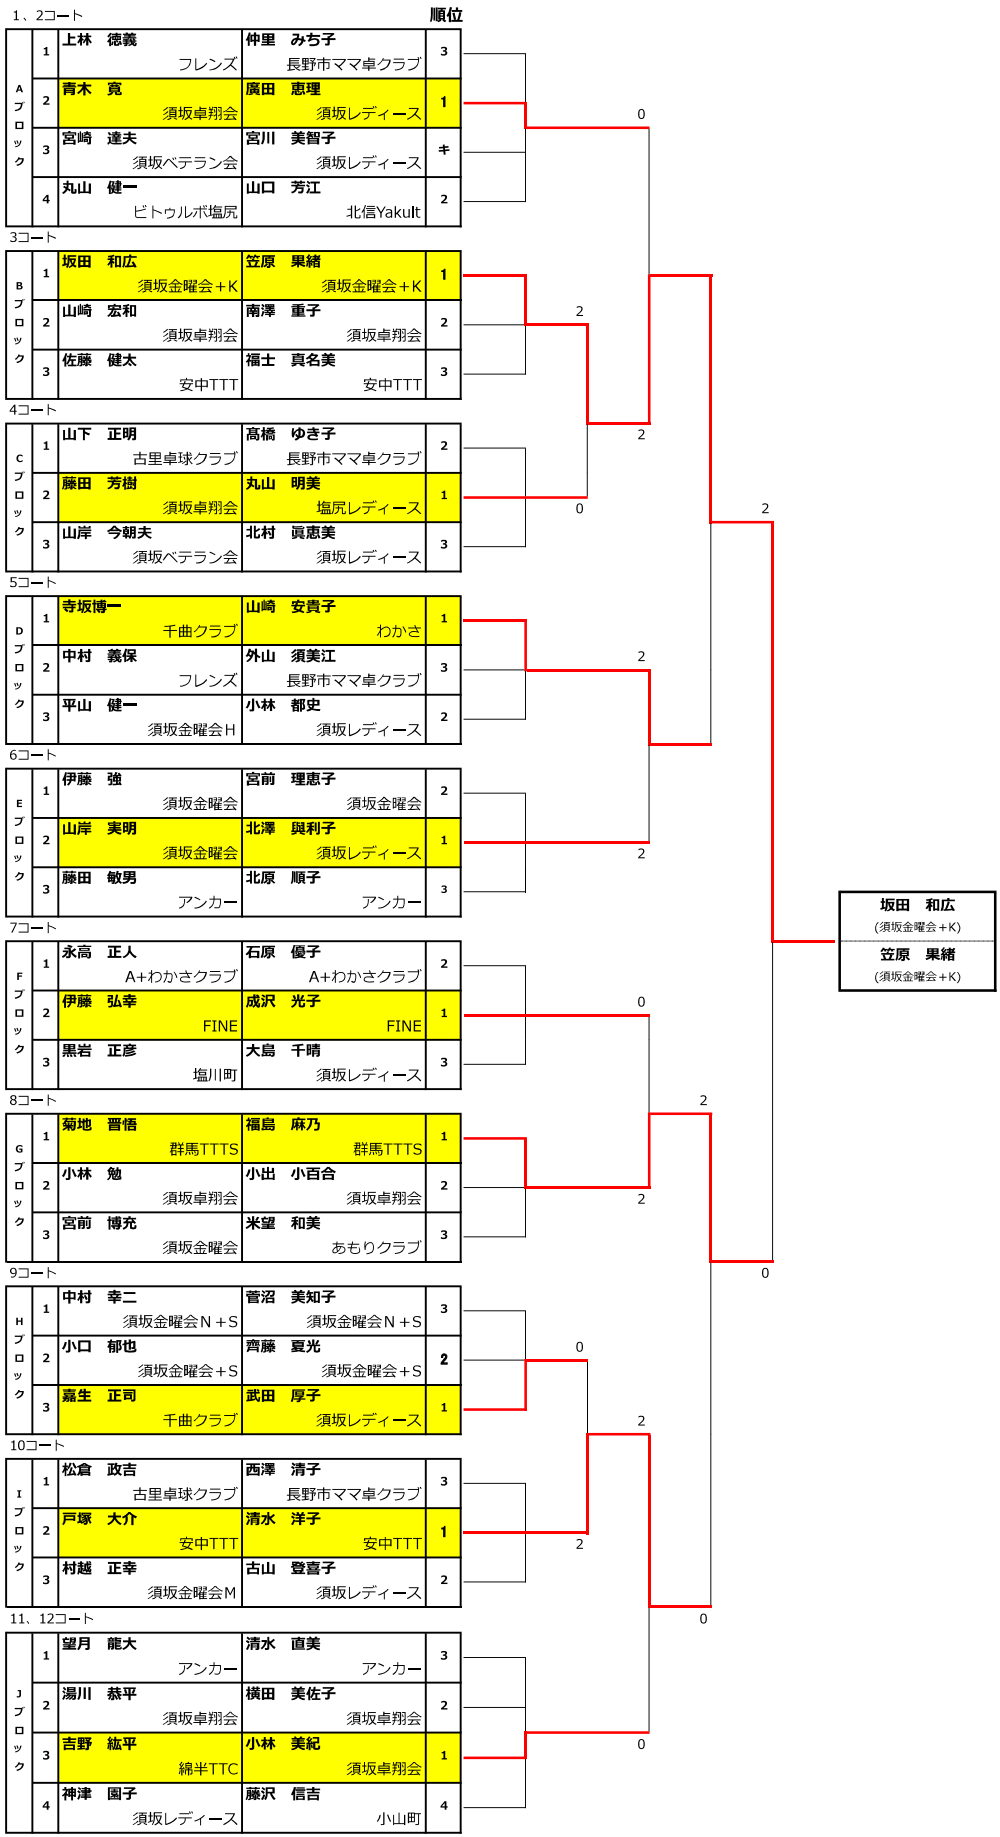 1、2コート　順位
Aブロック
1 上林　徳義　仲里　みち子 3
フレンズ　長野市ママ卓クラブ
2 青木　寛　廣田　恵理 1
須坂卓翔会　須坂レディース
3 宮崎　達夫　宮川　美智子 キ
須坂ベテラン会　須坂レディース
4 丸山　健一　山口　芳江 2
ビトゥルボ塩尻　北信Yakult
0
3コート
Bブロック
1 坂田　和広　笠原　果緒 1
須坂金曜会+K　須坂金曜会+K
2 山崎　宏和　南澤　重子 2
須坂卓翔会　須坂卓翔会
3 佐藤　健太　福士　真名美 3
安中TTT　安中TTT
2
2
4コート
Cブロック
1 山下　正明　髙橋　ゆき子 2
古里卓球クラブ　長野市ママ卓クラブ
2 藤田　芳樹　丸山　明美 1
須坂卓翔会　塩尻レディース
3 山岸　今朝夫　北村　眞恵美 3
須坂ベテラン会　須坂レディース
0
2
5コート
Dブロック
1 寺坂博一　山崎　安貴子 1
千曲クラブ　わかさ
2 中村　義保　外山　須美江 3
フレンズ　長野市ママ卓クラブ
3 平山　健一　小林　都史 2
須坂金曜会H　須坂レディース
2
6コート
Eブロック
1 伊藤　強　宮前　理恵子 2
須坂金曜会　須坂金曜会
2 山岸　実明　北澤　與利子 1
須坂金曜会　須坂レディース
3 藤田　敏男　北原　順子 3
アンカー　アンカー
2
坂田　和広
(須坂金曜会+K)
笠原　果緒
(須坂金曜会+K)
7コート
Fブロック
1 永高　正人　石原　優子 2
A+わかさクラブ　A+わかさクラブ
2 伊藤　弘幸　成沢　光子 1
FINE　FINE
3 黒岩　正彦　大島　千晴 3
塩川町　須坂レディース
0
2
8コート
Gブロック
1 菊地　晋悟　福島　麻乃 1
群馬TTTS　群馬TTTS
2 小林　勉　小出　小百合 2
須坂卓翔会　須坂卓翔会
3 宮前　博充　米望　和美 3
須坂金曜会　あもりクラブ
2
0
9コート
Hブロック
1 中村　幸二　菅沼　美知子 3
須坂金曜会N+S　須坂金曜会N+S
2 小口　郁也　齊藤　夏光 2
須坂金曜会+S　須坂金曜会+S
3 嘉生　正司　武田　厚子 1
千曲クラブ　須坂レディース
0
2
10コート
Iブロック
1 松倉　政吉　西澤　清子 3
古里卓球クラブ　長野市ママ卓クラブ
2 戸塚　大介　清水　洋子 1
安中TTT　安中TTT
3 村越　正幸　古山　登喜子 2
須坂金曜会M　須坂レディース
2
0
11、12コート
Jブロック
1 望月　龍大　清水　直美 3
アンカー　アンカー
2 湯川　恭平　横田　美佐子 2
須坂卓翔会　須坂卓翔会
3 吉野　紘平　小林　美紀 1
綿半TTC　須坂卓翔会
4 神津　園子　藤沢　信吉 4
須坂レディース　小山町
0